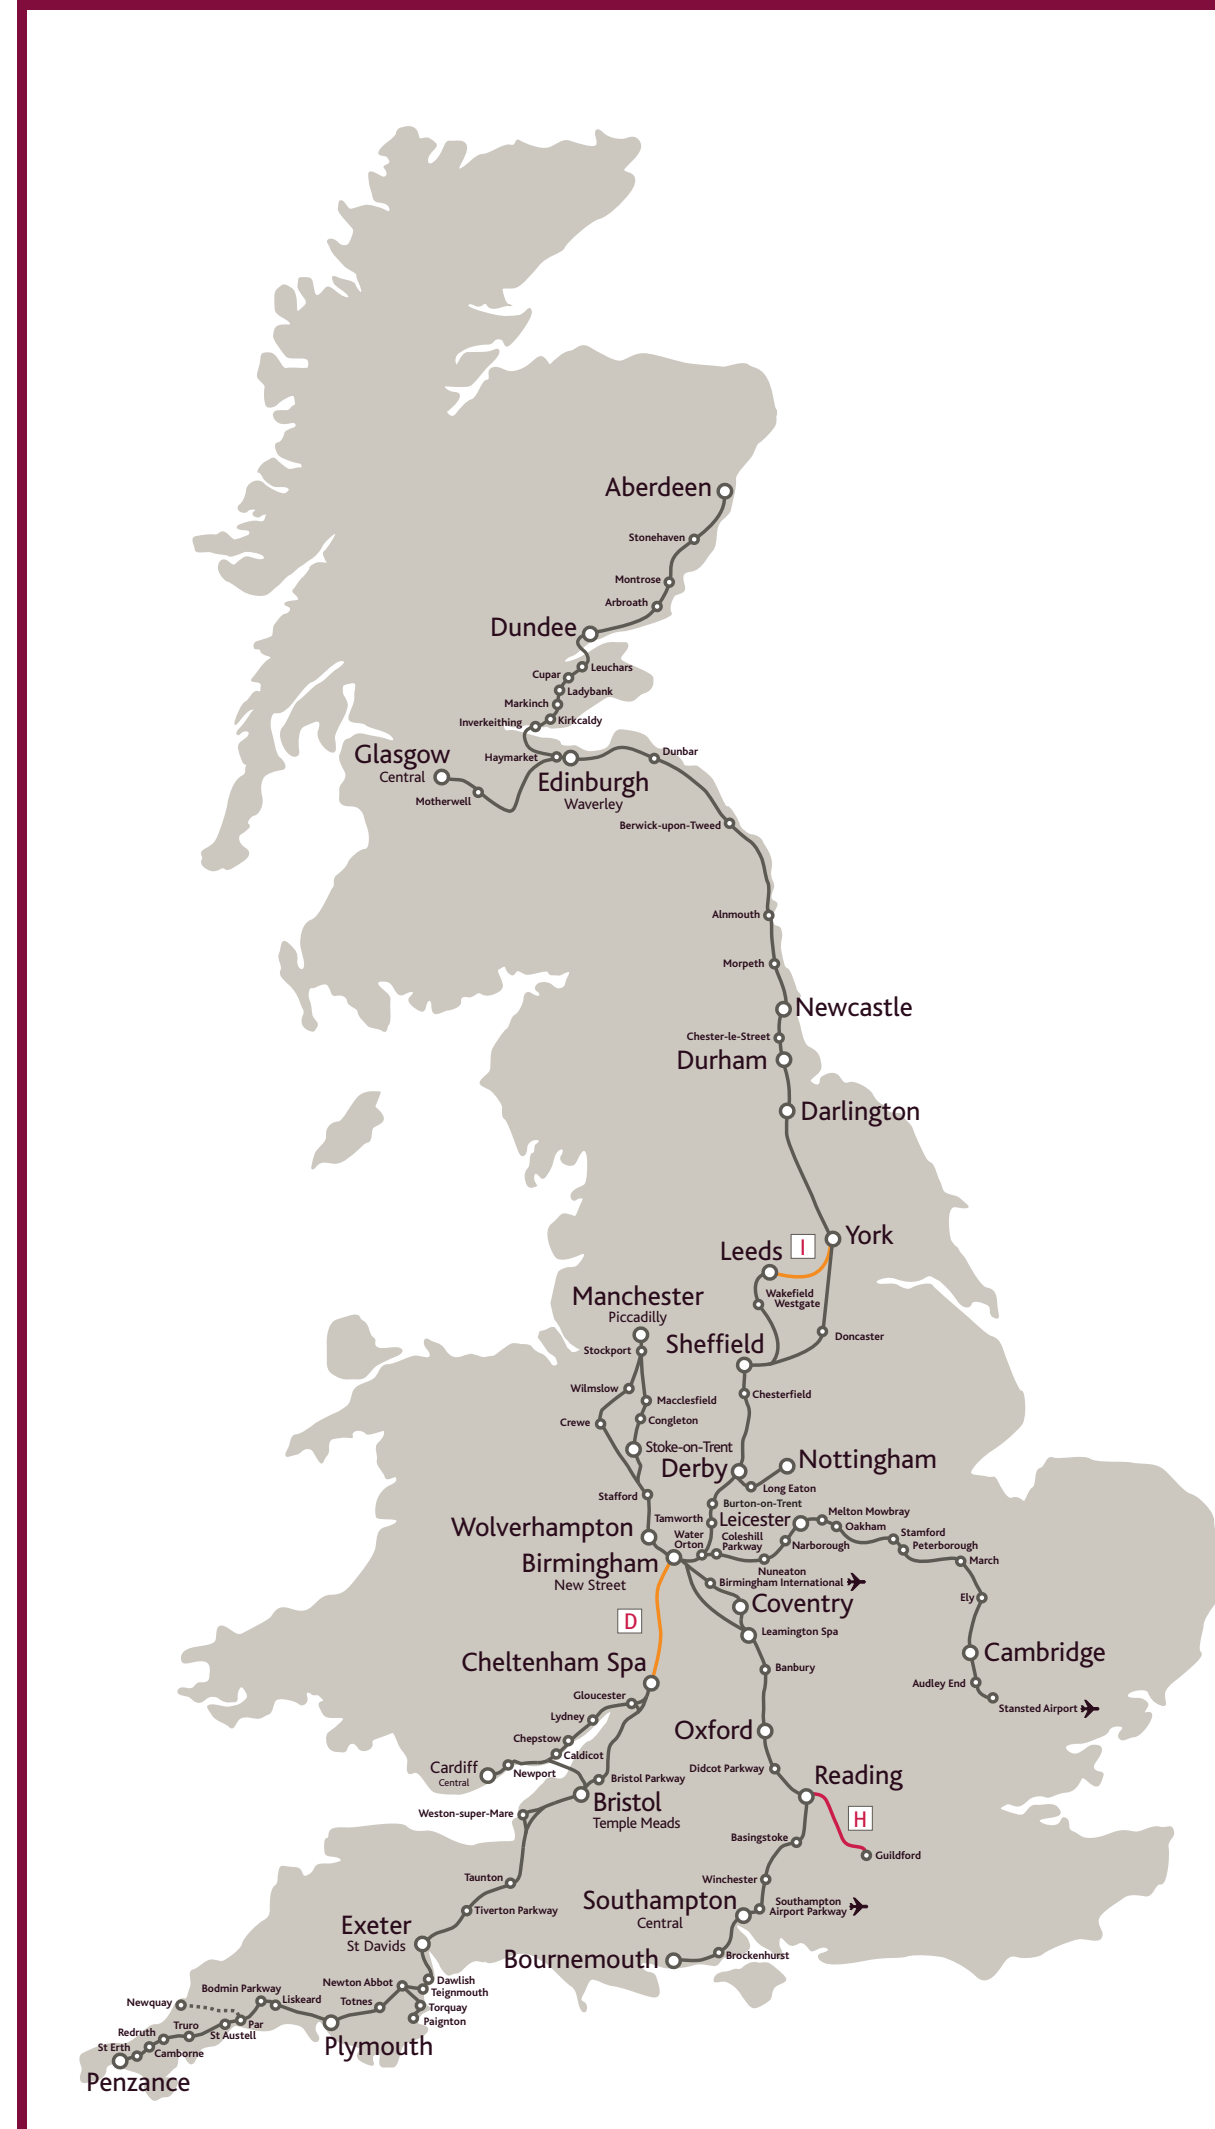 Aberdeen
Stonehaven
Montrose
Arbroath
Dundee
Leuchars
Cupar
Ladybank
Markinch
Kirkcaldy
Inverkeithing
Glasgow
Central
Haymarket
Dunbar
Edinburgh
Waverley
Motherwell
Berwick-upon-Tweed
Alnmouth
Morpeth
Newcastle
Chester-le-Street
Durham
Darlington
York
Leeds
I
Wakefield
Westgate
Manchester
Piccadilly
Doncaster
Sheffield
Stockport
Wilmslow
Chesterfield
Macclesfield
Crewe
Congleton
Stoke-on-Trent
Nottingham
Derby
Long Eaton
Stafford
Burton-on-Trent
Melton Mowbray
Tamworth
Leicester
Oakham
Wolverhampton
Stamford
Water
Orton
Coleshill
Parkway
Narborough
Peterborough
March
Birmingham
New Street
Nuneaton
Birmingham International
Ely
Coventry
D
Leamington Spa
Cambridge
Cheltenham Spa
Banbury
Audley End
Gloucester
Stansted Airport
Lydney
Oxford
Chepstow
Caldicot
Cardiff
Central
Newport
Didcot Parkway
Reading
Bristol Parkway
Bristol
Temple Meads
Weston-super-Mare
H
Basingstoke
Guildford
Taunton
Winchester
Southampton
Central
Southampton
Airport Parkway
Tiverton Parkway
Exeter
St Davids
Bournemouth
Brockenhurst
Newton Abbot
Dawlish
Teignmouth
Bodmin Parkway
Liskeard
Newquay
Totnes
Torquay
Paignton
Par
St Austell
Truro
Redruth
Plymouth
St Erth
Camborne
Penzance